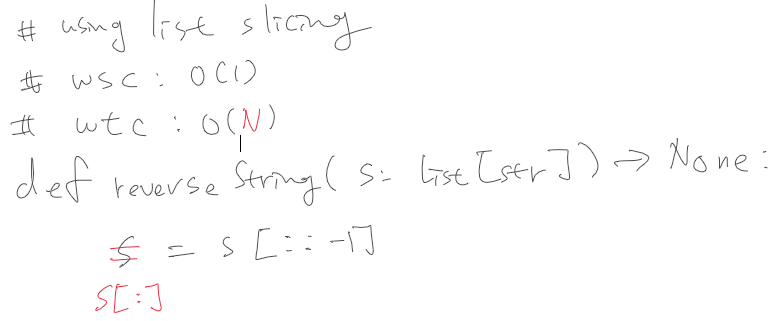 # using list slicing
# wsc : O(1)
# wtc : O(N)
def reverseString( s: List[str]) -> None:
s = s[::-1]
s[:]